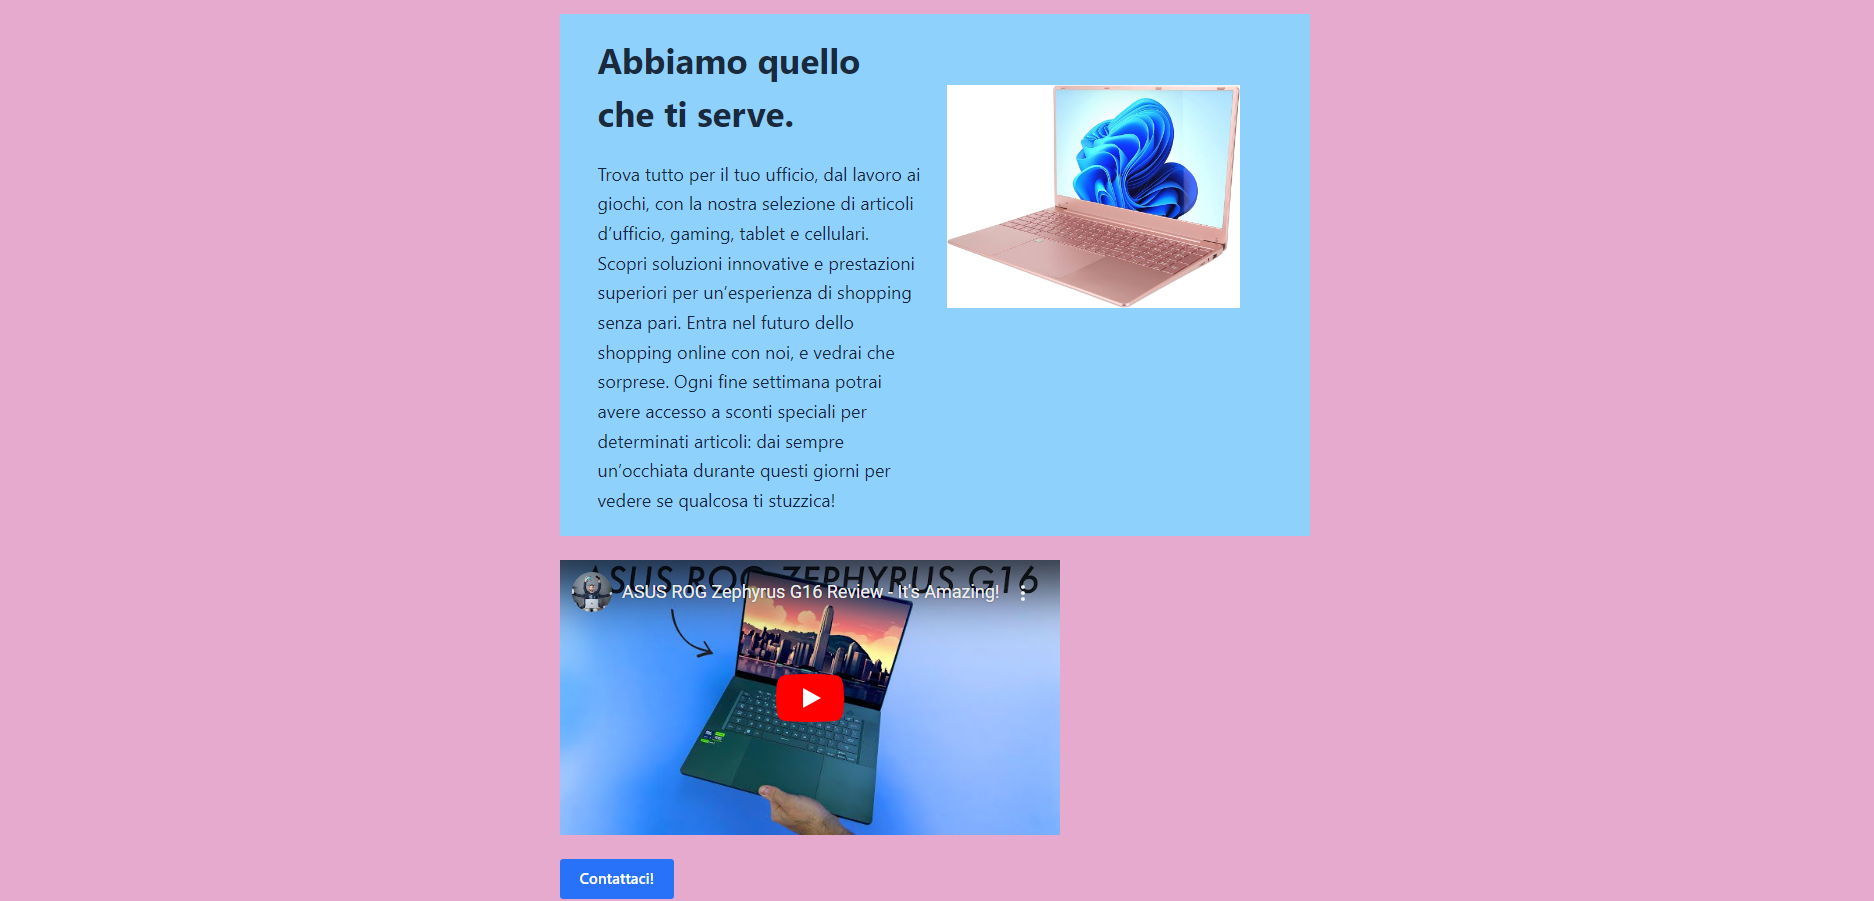 Abbiamo quello
che ti serve.
Trova tutto per il tuo ufficio, dal lavoro ai
giochi, con la nostra selezione di articoli
d’ufficio, gaming, tablet e cellulari.
Scopri soluzioni innovative e prestazioni
superiori per un’esperienza di shopping
senza pari. Entra nel futuro dello
shopping online con noi, e vedrai che
sorprese. Ogni fine settimana potrai
avere accesso a sconti speciali per
determinati articoli: dai sempre
un’occhiata durante questi giorni per
vedere se qualcosa ti stuzzica!
ASUS ROG ZEPHYRUS G16
ASUS ROG Zephyrus G16 Review - It's Amazing!
Contattaci!